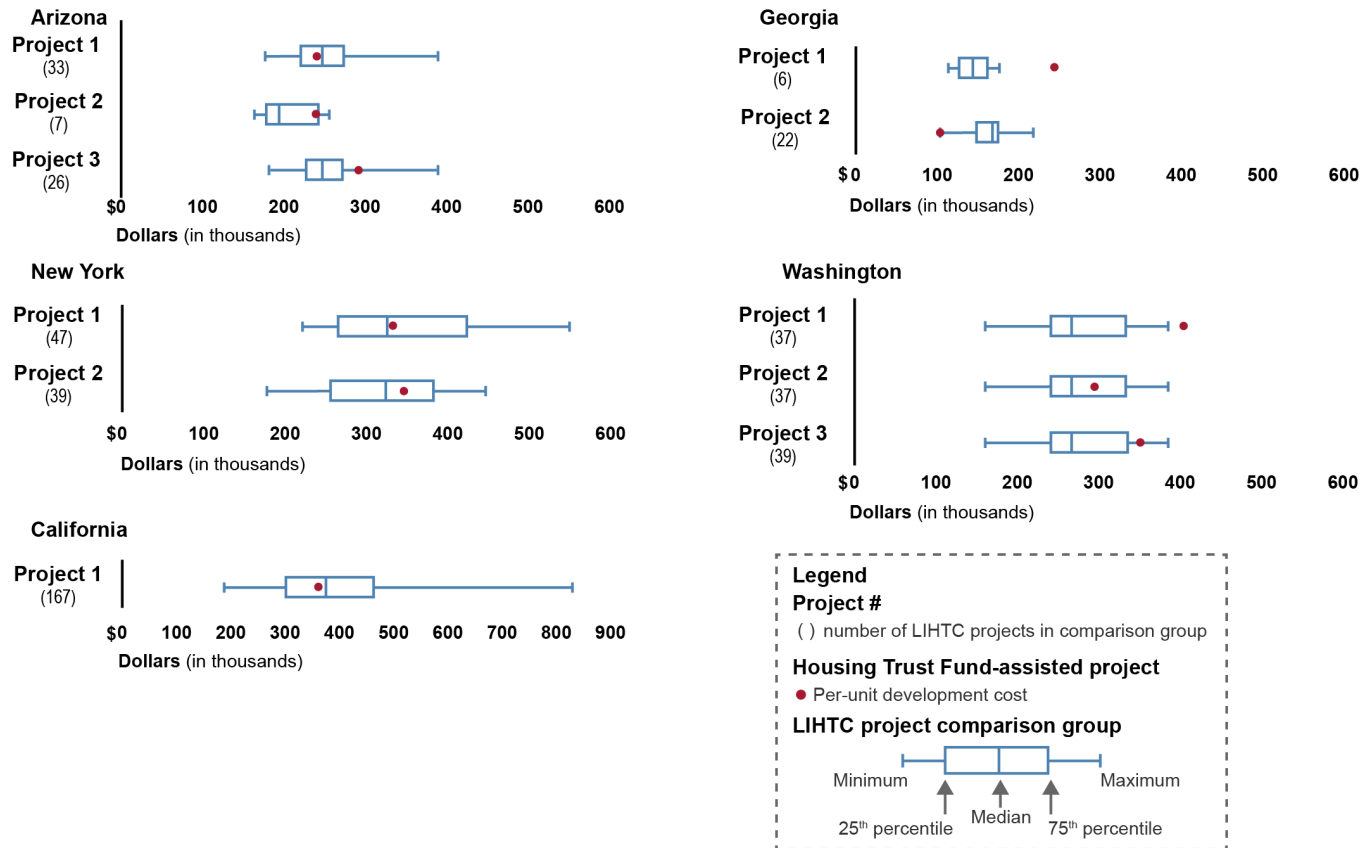 Arizona
Project 1
(33)
Project 2
(7)
Project 3
(26)
$0 100 200 300 400 500 600
Dollars (in thousands)
Georgia
Project 1
(6)
Project 2
(22)
$ 0 100 200 300 400 500 600
Dollars (in thousands)
New York
Project 1
(47)
Project 2
(39)
$0 100 200 300 400 500 600
Dollars (in thousands)
Washington
Project 1
(37)
Project 2
(37)
Project 3
(39)
$0 100 200 300 400 500 600
Dollars (in thousands)
California
Project 1
(167)
$0 100 200 300 400 500 600 700 800 900
Dollars (in thousands)
Legend
Project #
( ) number of LIHTC projects in comparison group
Housing Trust Fund-assisted project
Per-unit development cost
LIHTC project comparison group
Minimum Maximum
25th percentile Median 75th percentile